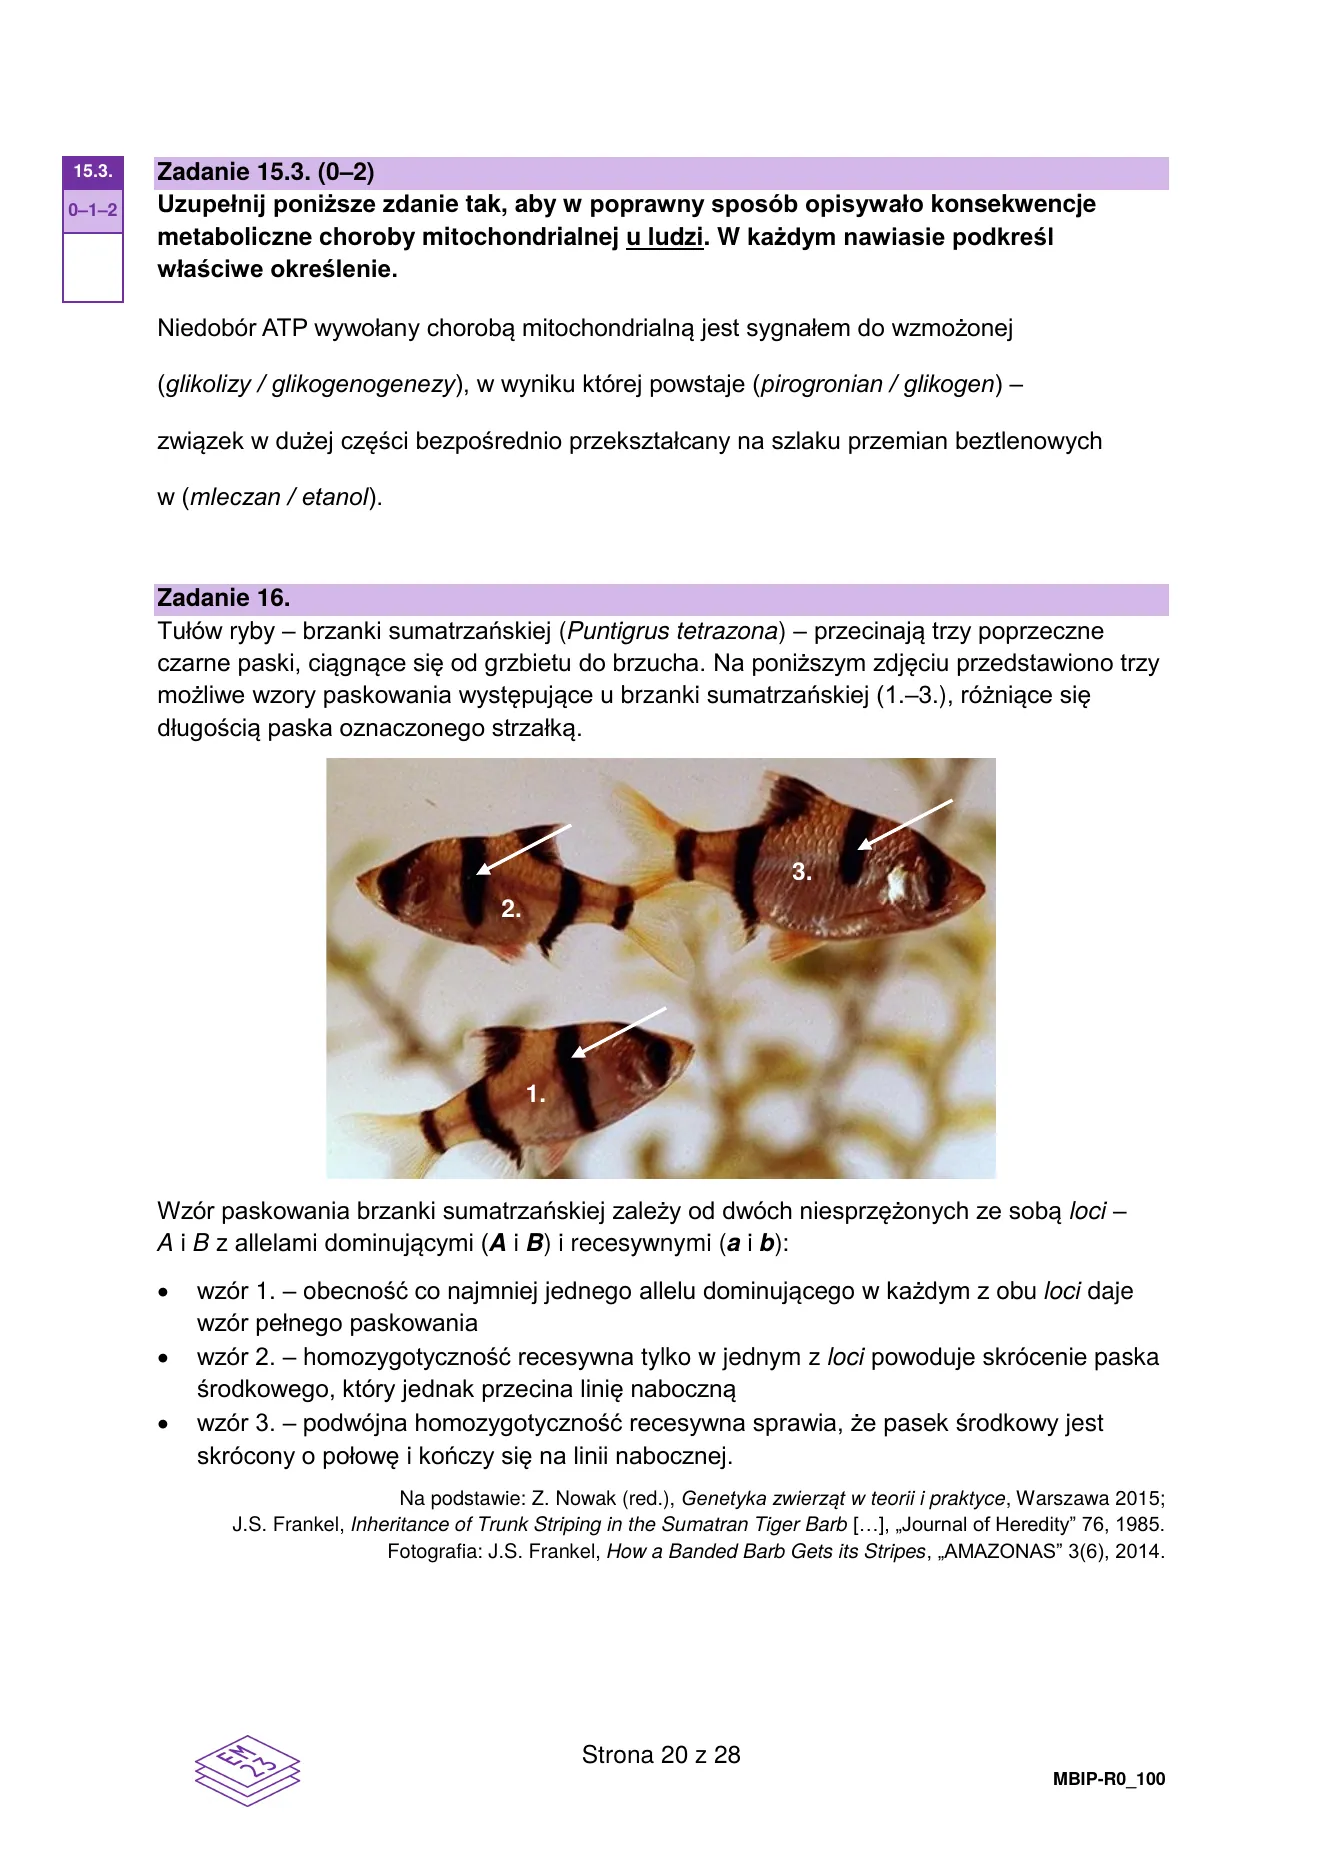 15.3.
0–1–2
Zadanie 15.3. (0–2)
Uzupełnij poniższe zdanie tak, aby w poprawny sposób opisywało konsekwencje
metaboliczne choroby mitochondrialnej u ludzi. W każdym nawiasie podkreśl
właściwe określenie.
Niedobór ATP wywołany chorobą mitochondrialną jest sygnałem do wzmożonej
(glikolizy / glikogenogenezy), w wyniku której powstaje (pirogronian / glikogen) –
związek w dużej części bezpośrednio przekształcany na szlaku przemian beztlenowych
w (mleczan / etanol).
Zadanie 16.
Tułów ryby – brzanki sumatrzańskiej (Puntigrus tetrazona) – przecinają trzy poprzeczne
czarne paski, ciągnące się od grzbietu do brzucha. Na poniższym zdjęciu przedstawiono trzy
możliwe wzory paskowania występujące u brzanki sumatrzańskiej (1.–3.), różniące się
długością paska oznaczonego strzałką.
3.
2.
1.
Wzór paskowania brzanki sumatrzańskiej zależy od dwóch niesprzężonych ze sobą loci –
A i B z allelami dominującymi (A i B) i recesywnymi (a i b):
• wzór 1. – obecność co najmniej jednego allelu dominującego w każdym z obu loci daje
wzór pełnego paskowania
• wzór 2. – homozygotyczność recesywna tylko w jednym z loci powoduje skrócenie paska
środkowego, który jednak przecina linię naboczną
• wzór 3. – podwójna homozygotyczność recesywna sprawia, że pasek środkowy jest
skrócony o połowę i kończy się na linii nabocznej.
Na podstawie: Z. Nowak (red.), Genetyka zwierząt w teorii i praktyce, Warszawa 2015;
J.S. Frankel, Inheritance of Trunk Striping in the Sumatran Tiger Barb […], „Journal of Heredity” 76, 1985.
Fotografia: J.S. Frankel, How a Banded Barb Gets its Stripes, „AMAZONAS” 3(6), 2014.
EM
23
Strona 20 z 28
MBIP-R0_100